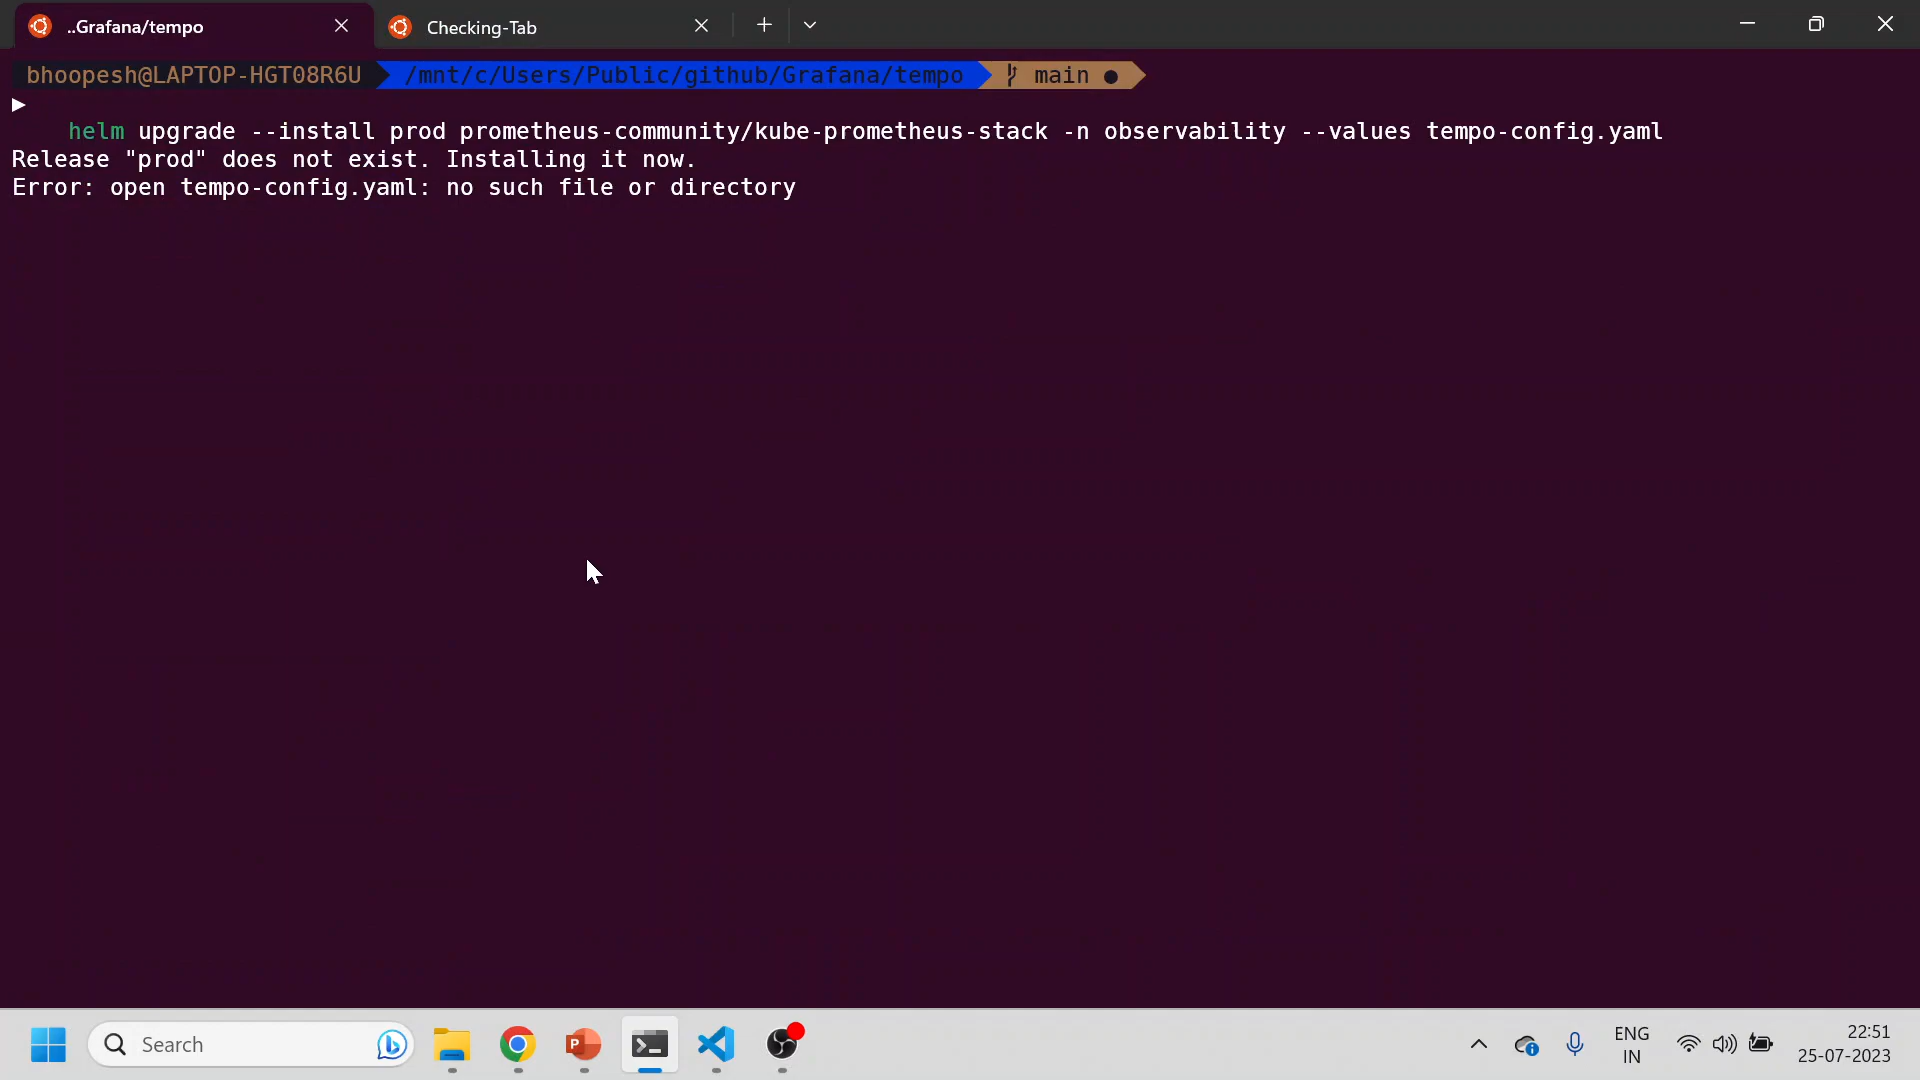 ..Grafana/tempo
Checking-Tab
bhoopesh@LAPTOP-HGT08R6U /mnt/c/Users/Public/github/Grafana/tempo main ●
helm upgrade --install prod prometheus-community/kube-prometheus-stack -n observability --values tempo-config.yaml
Release "prod" does not exist. Installing it now.
Error: open tempo-config.yaml: no such file or directory
Search
ENG
IN
22:51
25-07-2023